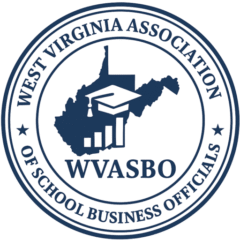 WEST VIRGINIA ASSOCIATION
WVASBO
OF SCHOOL BUSINESS OFFICIALS